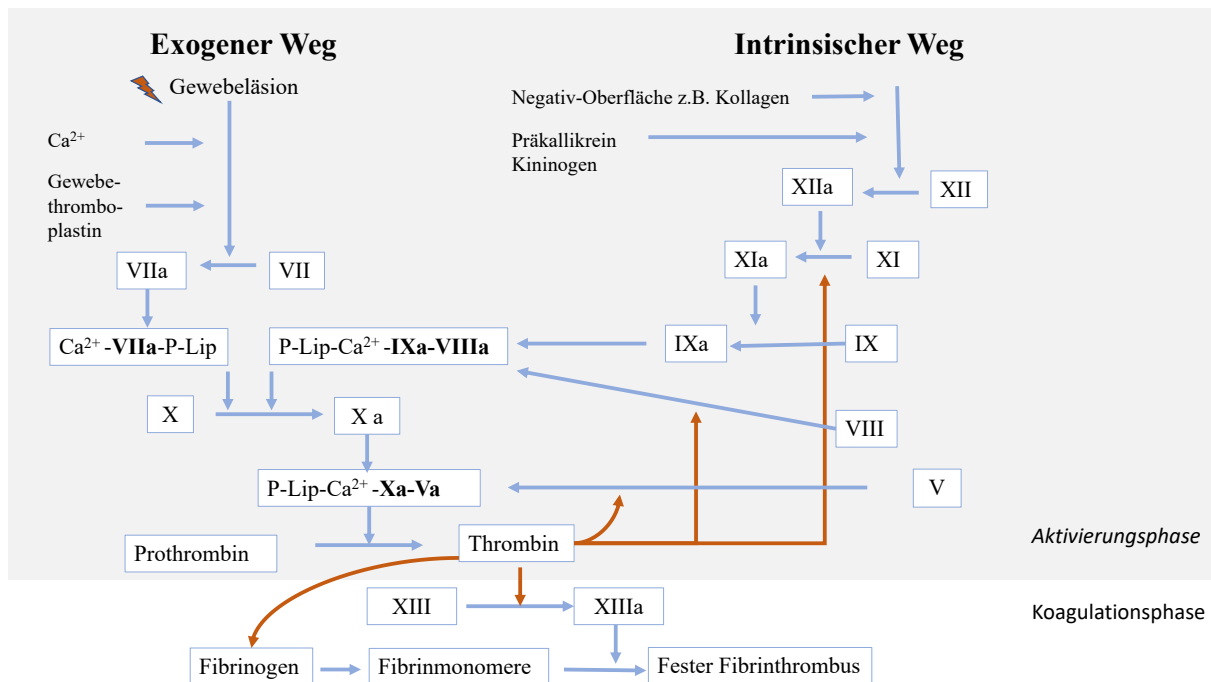 Exogener Weg
Intrinsischer Weg
Gewebeläsion
Negativ-Oberfläche z.B. Kollagen
Ca²⁺
Präkallikrein
Kininogen
Gewebe-
thrombo-
plastin
XIIa
XII
VIIa
VII
XIa
XI
Ca²⁺ -VIIa-P-Lip
P-Lip-Ca²⁺ -IXa-VIIIa
IXa
IX
X
X a
VIII
P-Lip-Ca²⁺ -Xa-Va
V
Prothrombin
Thrombin
Aktivierungsphase
XIII
XIIIa
Koagulationsphase
Fibrinogen
Fibrinmonomere
Fester Fibrinthrombus